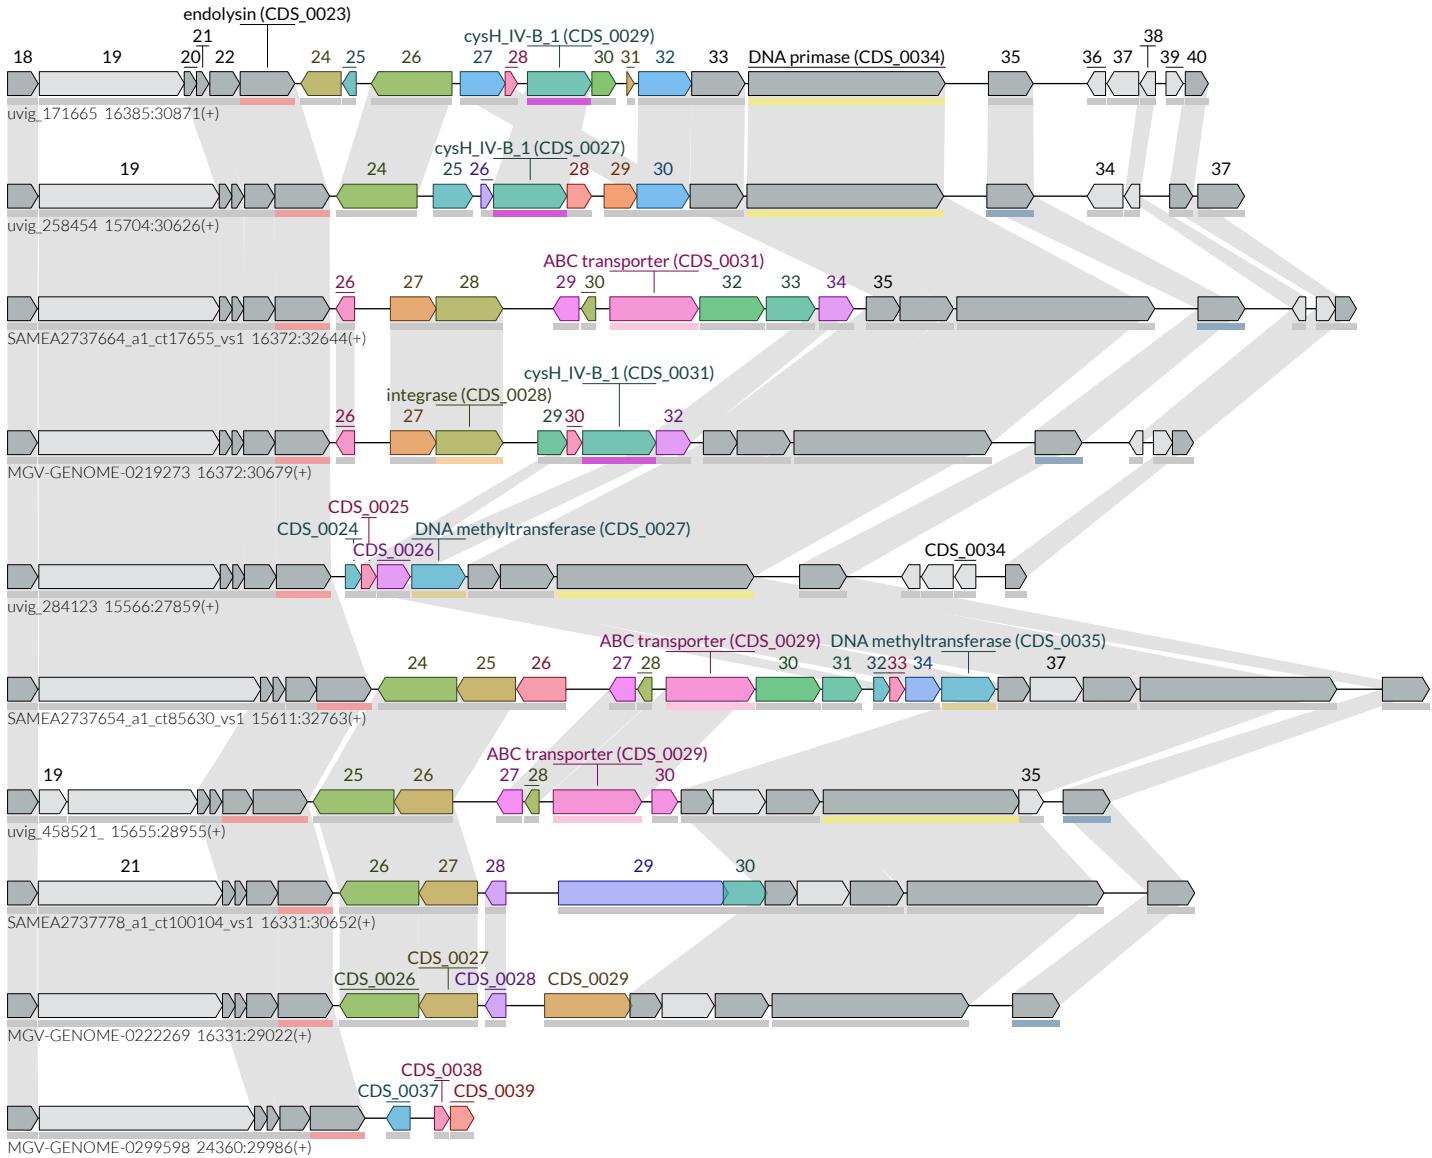 endolysin (CDS_0023)
21 cysH_IV-B_1 (CDS_0029) 38
18 19 20 22 24 25 26 27 28 30 31 32 33 DNA primase (CDS_0034) 35 36 37 39 40
uvig_171665 16385:30871(+)
cysH_IV-B_1 (CDS_0027)
19 24 25 26 28 29 30 34 37
uvig_258454 15704:30626(+)
ABC transporter (CDS_0031)
26 27 28 29 30 32 33 34 35
SAMEA2737664_a1_ct17655_vs1 16372:32644(+)
cysH_IV-B_1 (CDS_0031)
integrase (CDS_0028)
26 27 29 30 32
MGV-GENOME-0219273 16372:30679(+)
CDS_0025
CDS_0024 DNA methyltransferase (CDS_0027)
CDS_0026 CDS_0034
uvig_284123 15566:27859(+)
ABC transporter (CDS_0029) DNA methyltransferase (CDS_0035)
24 25 26 27 28 30 31 32 33 34 37
SAMEA2737654_a1_ct85630_vs1 15611:32763(+)
ABC transporter (CDS_0029)
19 25 26 27 28 30 35
uvig_458521_ 15655:28955(+)
21 26 27 28 29 30
SAMEA2737778_a1_ct100104_vs1 16331:30652(+)
CDS_0027
CDS_0026 CDS_0028 CDS_0029
MGV-GENOME-0222269 16331:29022(+)
CDS_0038
CDS_0037 CDS_0039
MGV-GENOME-0299598 24360:29986(+)